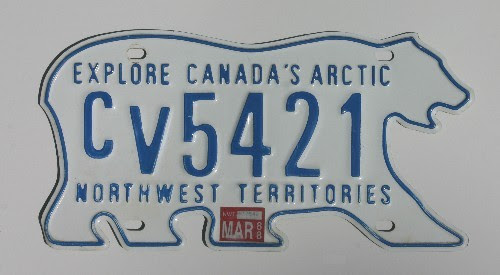 EXPLORE CANADA'S ARCTIC
CV5421
NORTHWEST TERRITORIES
MAR 88